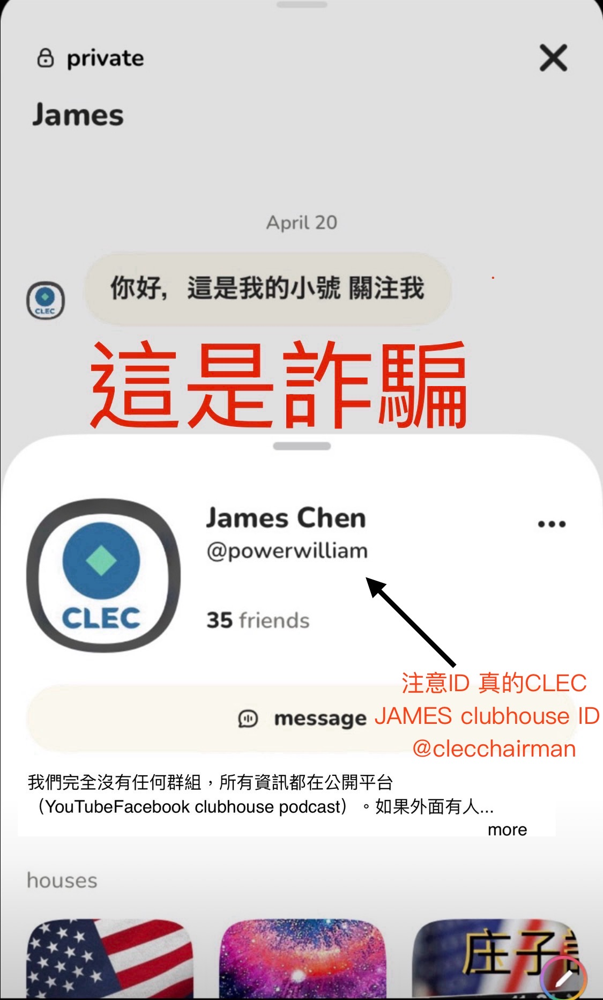 private
James
April 20
你好，這是我的小號 關注我
CLEC
這是詐騙
James Chen
@powerwilliam
CLEC
35 friends
注意ID 真的CLEC
JAMES clubhouse ID
@clecchairman
message
我們完全沒有任何群組，所有資訊都在公開平台
（YouTubeFacebook clubhouse podcast）。如果外面有人...
more
houses
庄子